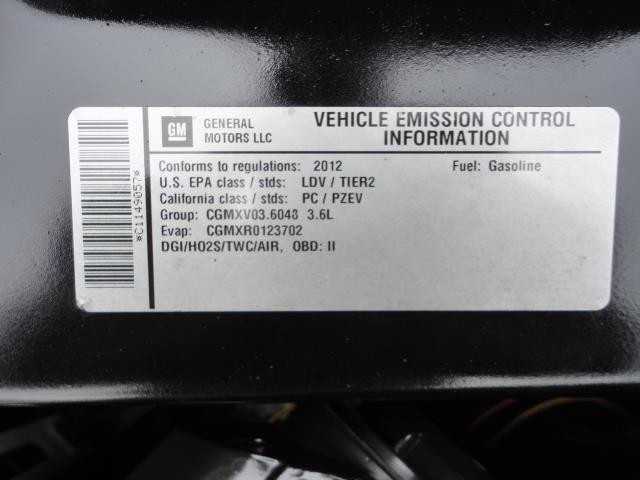 *C1149057*
GM
GENERAL
MOTORS LLC
VEHICLE EMISSION CONTROL
INFORMATION
Conforms to regulations: 2012 Fuel: Gasoline
U.S. EPA class / stds: LDV / TIER2
California class / stds: PC / PZEV
Group: CGMXV03.6048 3.6L
Evap: CGMXR0123702
DGI/HO2S/TWC/AIR, OBD: II